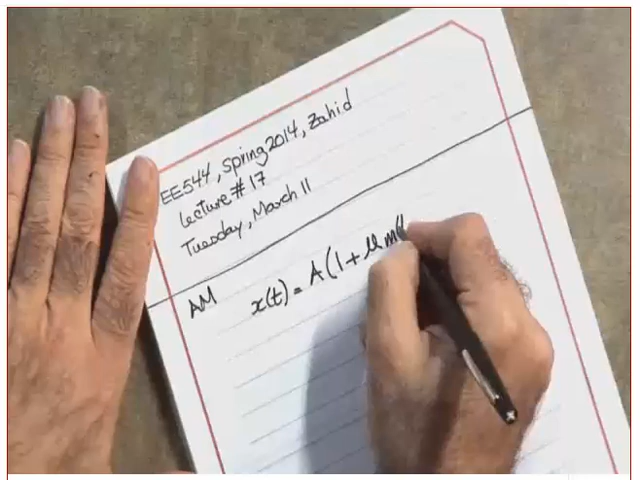 EE544, Spring 2014, Zahid
Lecture # 17
Tuesday, March 11
AM x(t) = A(1 + μ m(